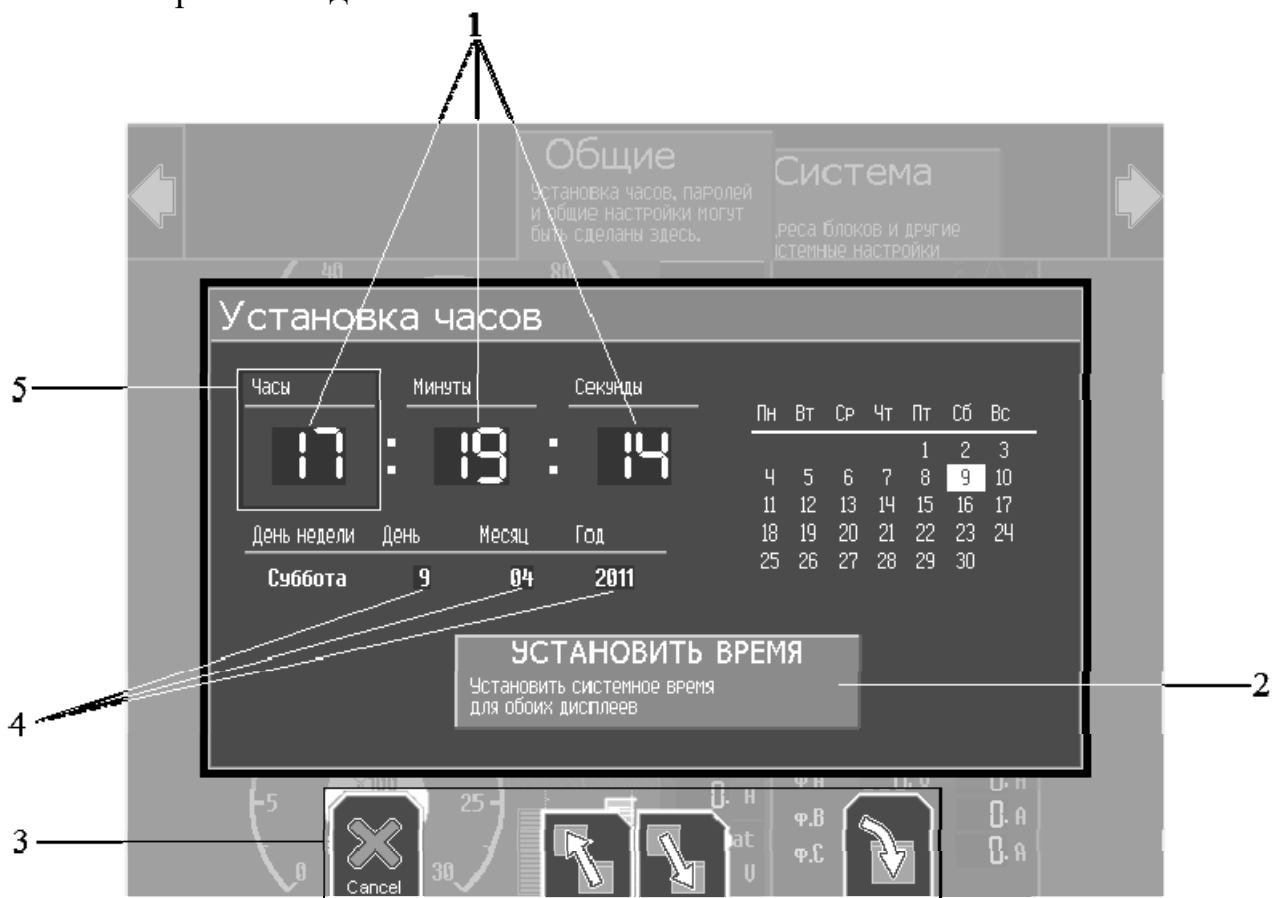 1
Общие
Установка часов, паролей
и общие настройки могут
быть сделаны здесь.
Система
реса блоков и другие
истемные настройки
40
80
Установка часов
5
Часы
Минуты
Секунды
17 : 19 : 14
Пн Вт Ср Чт Пт Сб Вс
1 2 3
4 5 6 7 8 9 10
11 12 13 14 15 16 17
18 19 20 21 22 23 24
25 26 27 28 29 30
День недели День Месяц Год
Суббота 9 04 2011
УСТАНОВИТЬ ВРЕМЯ
Установить системное время
для обоих дисплеев
2
4
3
5
25
0
30
Cancel
0. H
at
V
ф.В
ф.С
0. A
0. A